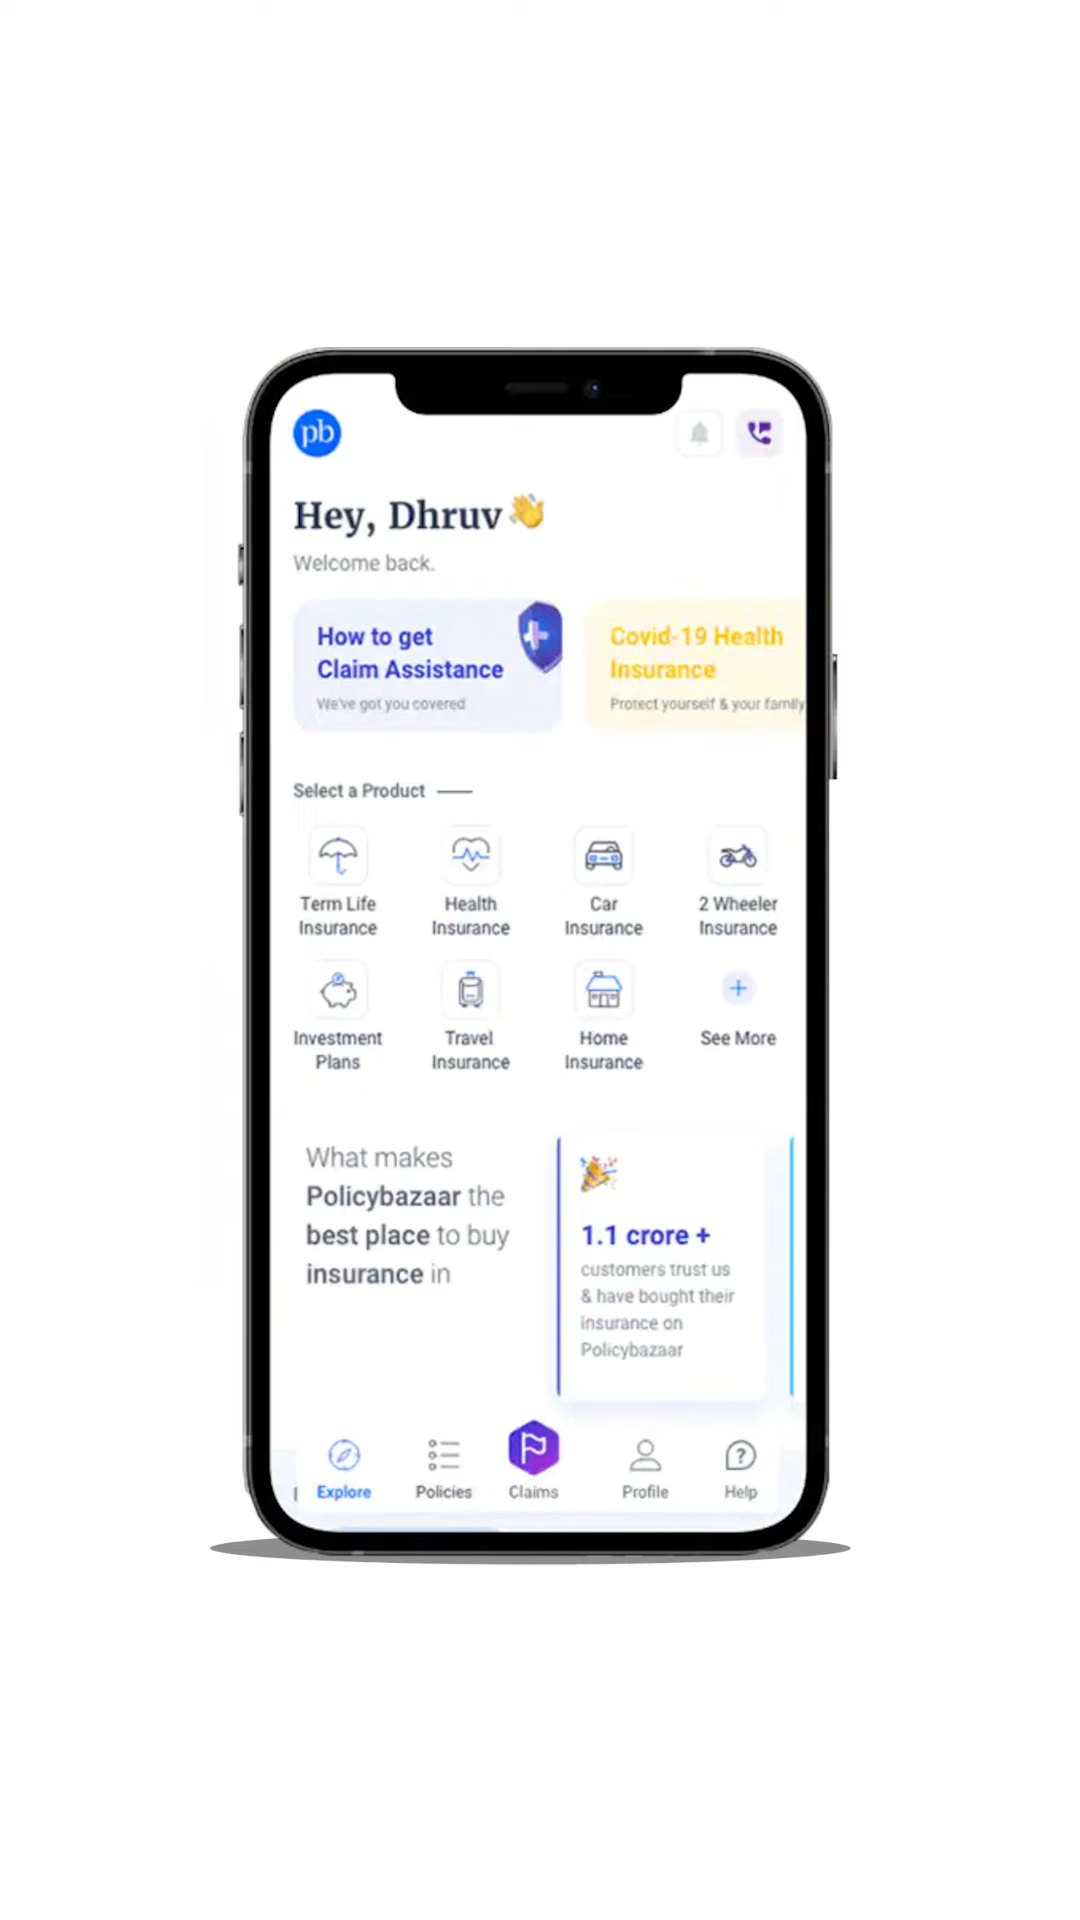 pb
Hey, Dhruv
Welcome back.
How to get
Claim Assistance
We've got you covered
Covid-19 Health
Insurance
Protect yourself & your family
Select a Product
Term Life
Insurance
Health
Insurance
Car
Insurance
2 Wheeler
Insurance
Investment
Plans
Travel
Insurance
Home
Insurance
See More
What makes
Policybazaar the
best place to buy
insurance in
1.1 crore +
customers trust us
& have bought their
insurance on
Policybazaar
Explore
Policies
Claims
Profile
Help